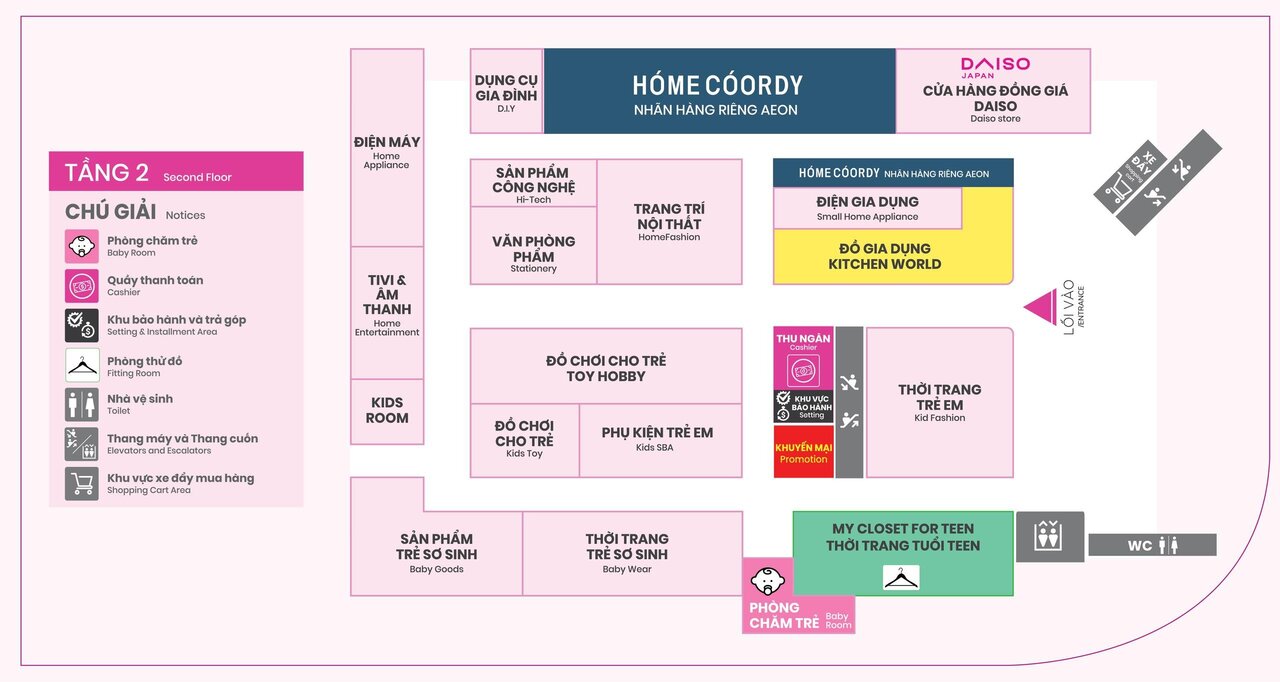 TẦNG 2 Second Floor
CHÚ GIẢI Notices
Phòng chăm trẻ
Baby Room
Quầy thanh toán
Cashier
Khu bảo hành và trả góp
Setting & Installment Area
Phòng thử đồ
Fitting Room
Nhà vệ sinh
Toilet
Thang máy và Thang cuốn
Elevators and Escalators
Khu vực xe đẩy mua hàng
Shopping Cart Area
ĐIỆN MÁY
Home
Appliance
TIVI &
ÂM
THANH
Home
Entertainment
KIDS
ROOM
DỤNG CỤ
GIA ĐÌNH
D.I.Y
HÓME CÓORDY
NHÃN HÀNG RIÊNG AEON
DAISO
JAPAN
CỬA HÀNG ĐỒNG GIÁ
DAISO
Daiso store
SẢN PHẨM
CÔNG NGHỆ
Hi-Tech
VĂN PHÒNG
PHẨM
Stationery
TRANG TRÍ
NỘI THẤT
HomeFashion
HÓME CÓORDY NHÃN HÀNG RIÊNG AEON
ĐIỆN GIA DỤNG
Small Home Appliance
ĐỒ GIA DỤNG
KITCHEN WORLD
XE
ĐẨY
Shopping
cart
LỐI VÀO
/ENTRANCE
ĐỒ CHƠI CHO TRẺ
TOY HOBBY
ĐỒ CHƠI
CHO TRẺ
Kids Toy
PHỤ KIỆN TRẺ EM
Kids SBA
THU NGÂN
Cashier
KHU VỰC
BẢO HÀNH
Setting
KHUYẾN MẠI
Promotion
THỜI TRANG
TRẺ EM
Kid Fashion
SẢN PHẨM
TRẺ SƠ SINH
Baby Goods
THỜI TRANG
TRẺ SƠ SINH
Baby Wear
MY CLOSET FOR TEEN
THỜI TRANG TUỔI TEEN
PHÒNG
CHĂM TRẺ
Baby
Room
WC